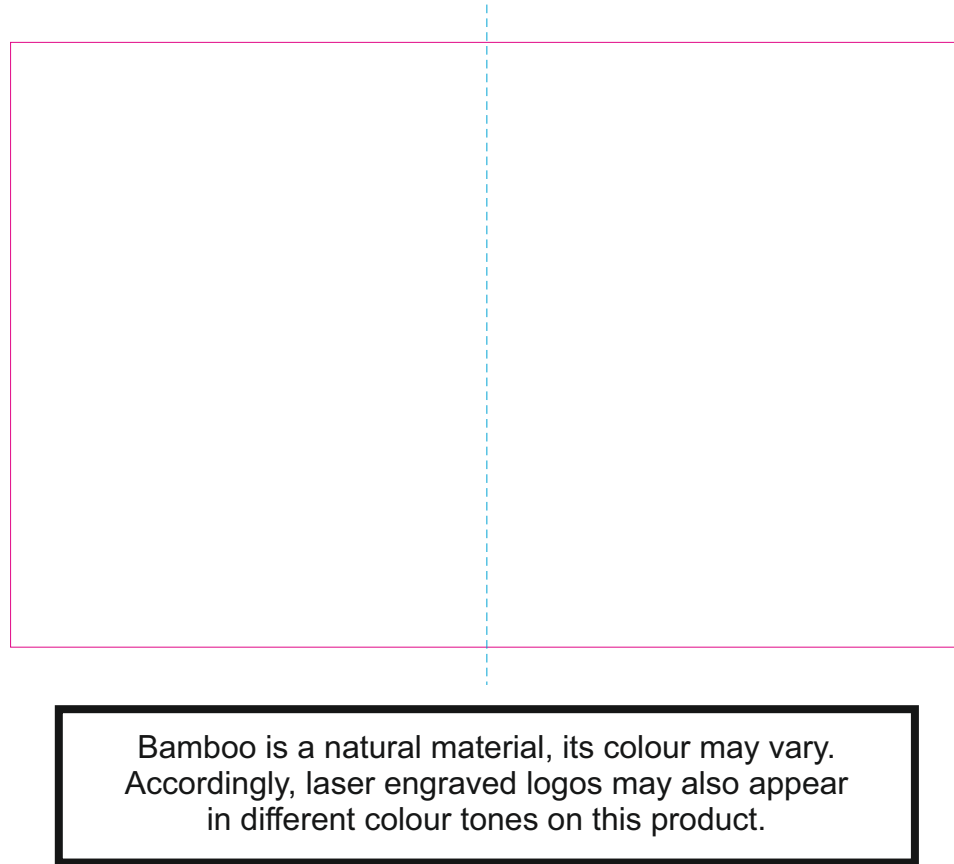 Bamboo is a natural material, its colour may vary.
Accordingly, laser engraved logos may also appear
in different colour tones on this product.